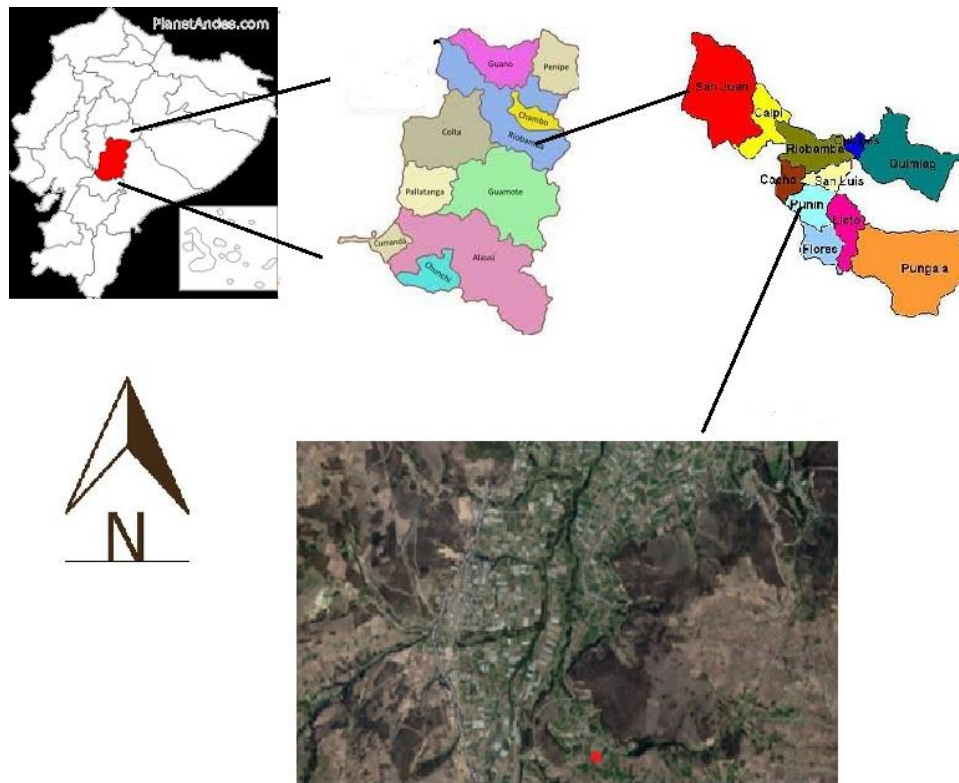 PlanetAndes.com
Guano
Penipe
Chambo
Colta
Riobamba
Pallatanga
Guamote
Cumandá
Alausí
Chunchi
San Juan
Calpi
Riobamba
Quimiag
Cacha
San Luis
Punin
Licto
Flores
Pungala
N